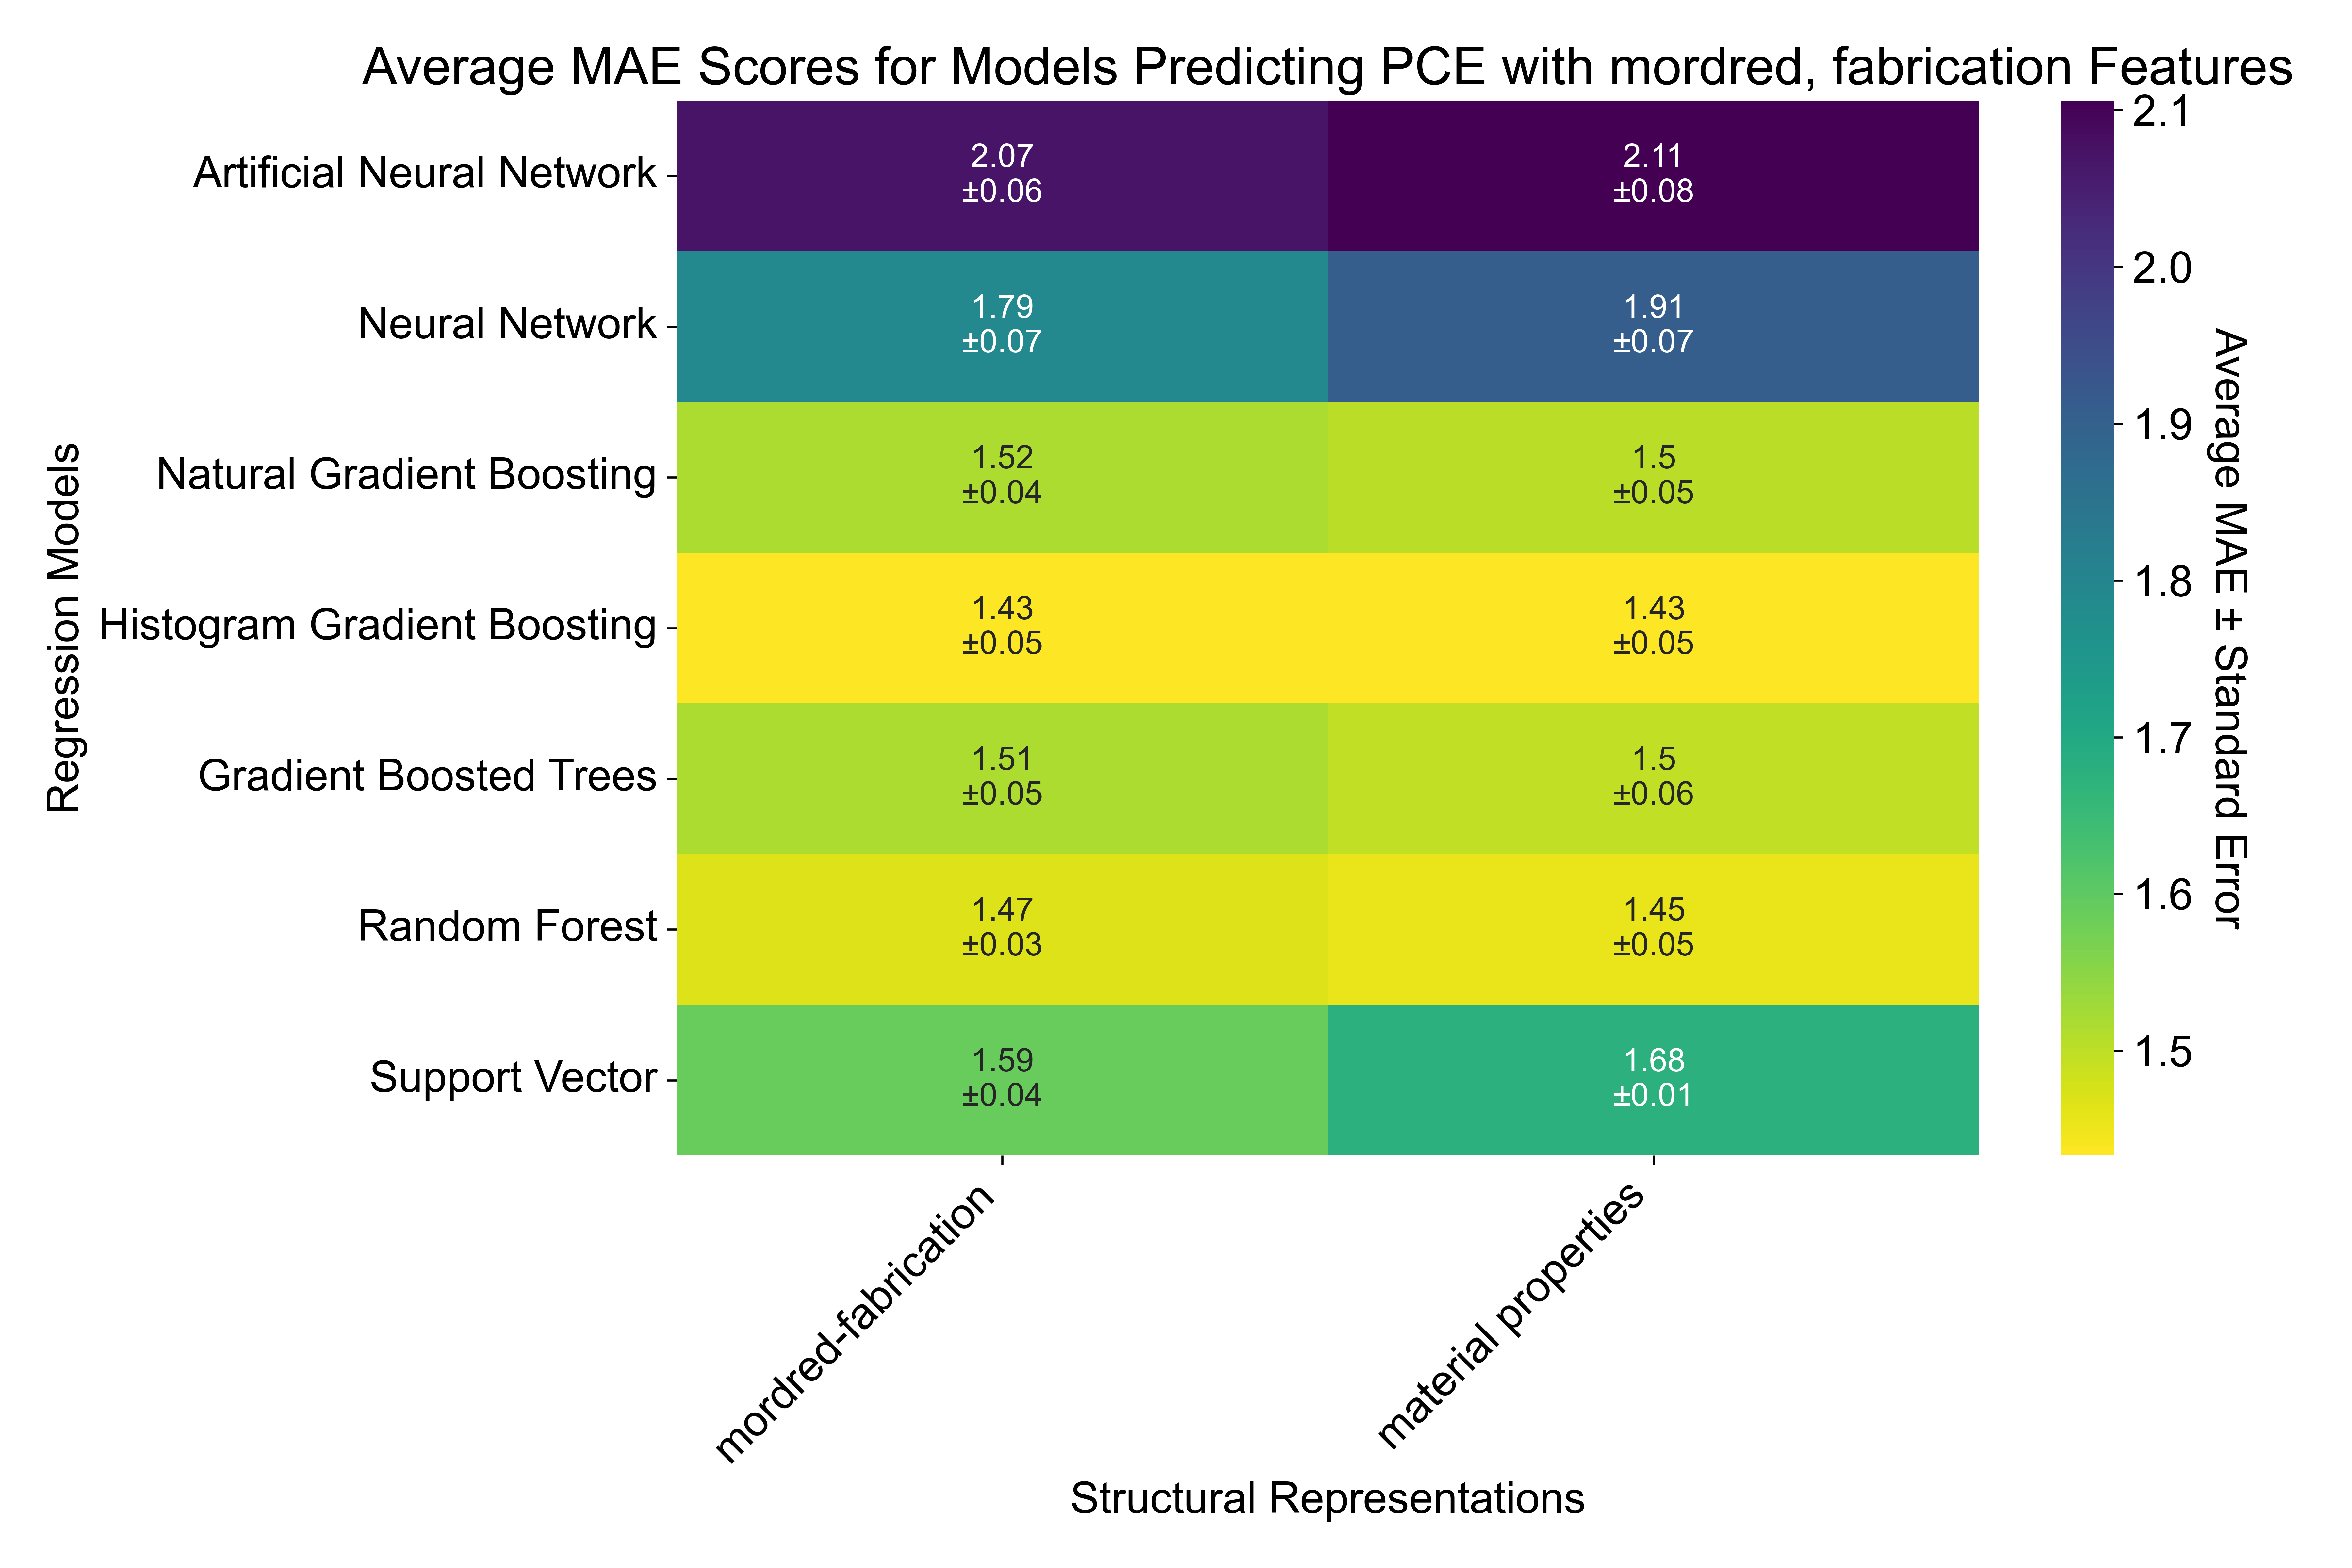 Average MAE Scores for Models Predicting PCE with mordred, fabrication Features
Regression Models
Artificial Neural Network
2.07
±0.06
2.11
±0.08
Neural Network
1.79
±0.07
1.91
±0.07
Natural Gradient Boosting
1.52
±0.04
1.5
±0.05
Histogram Gradient Boosting
1.43
±0.05
1.43
±0.05
Gradient Boosted Trees
1.51
±0.05
1.5
±0.06
Random Forest
1.47
±0.03
1.45
±0.05
Support Vector
1.59
±0.04
1.68
±0.01
mordred-fabrication
material properties
Structural Representations
2.1
2.0
1.9
1.8
1.7
1.6
1.5
Average MAE ± Standard Error